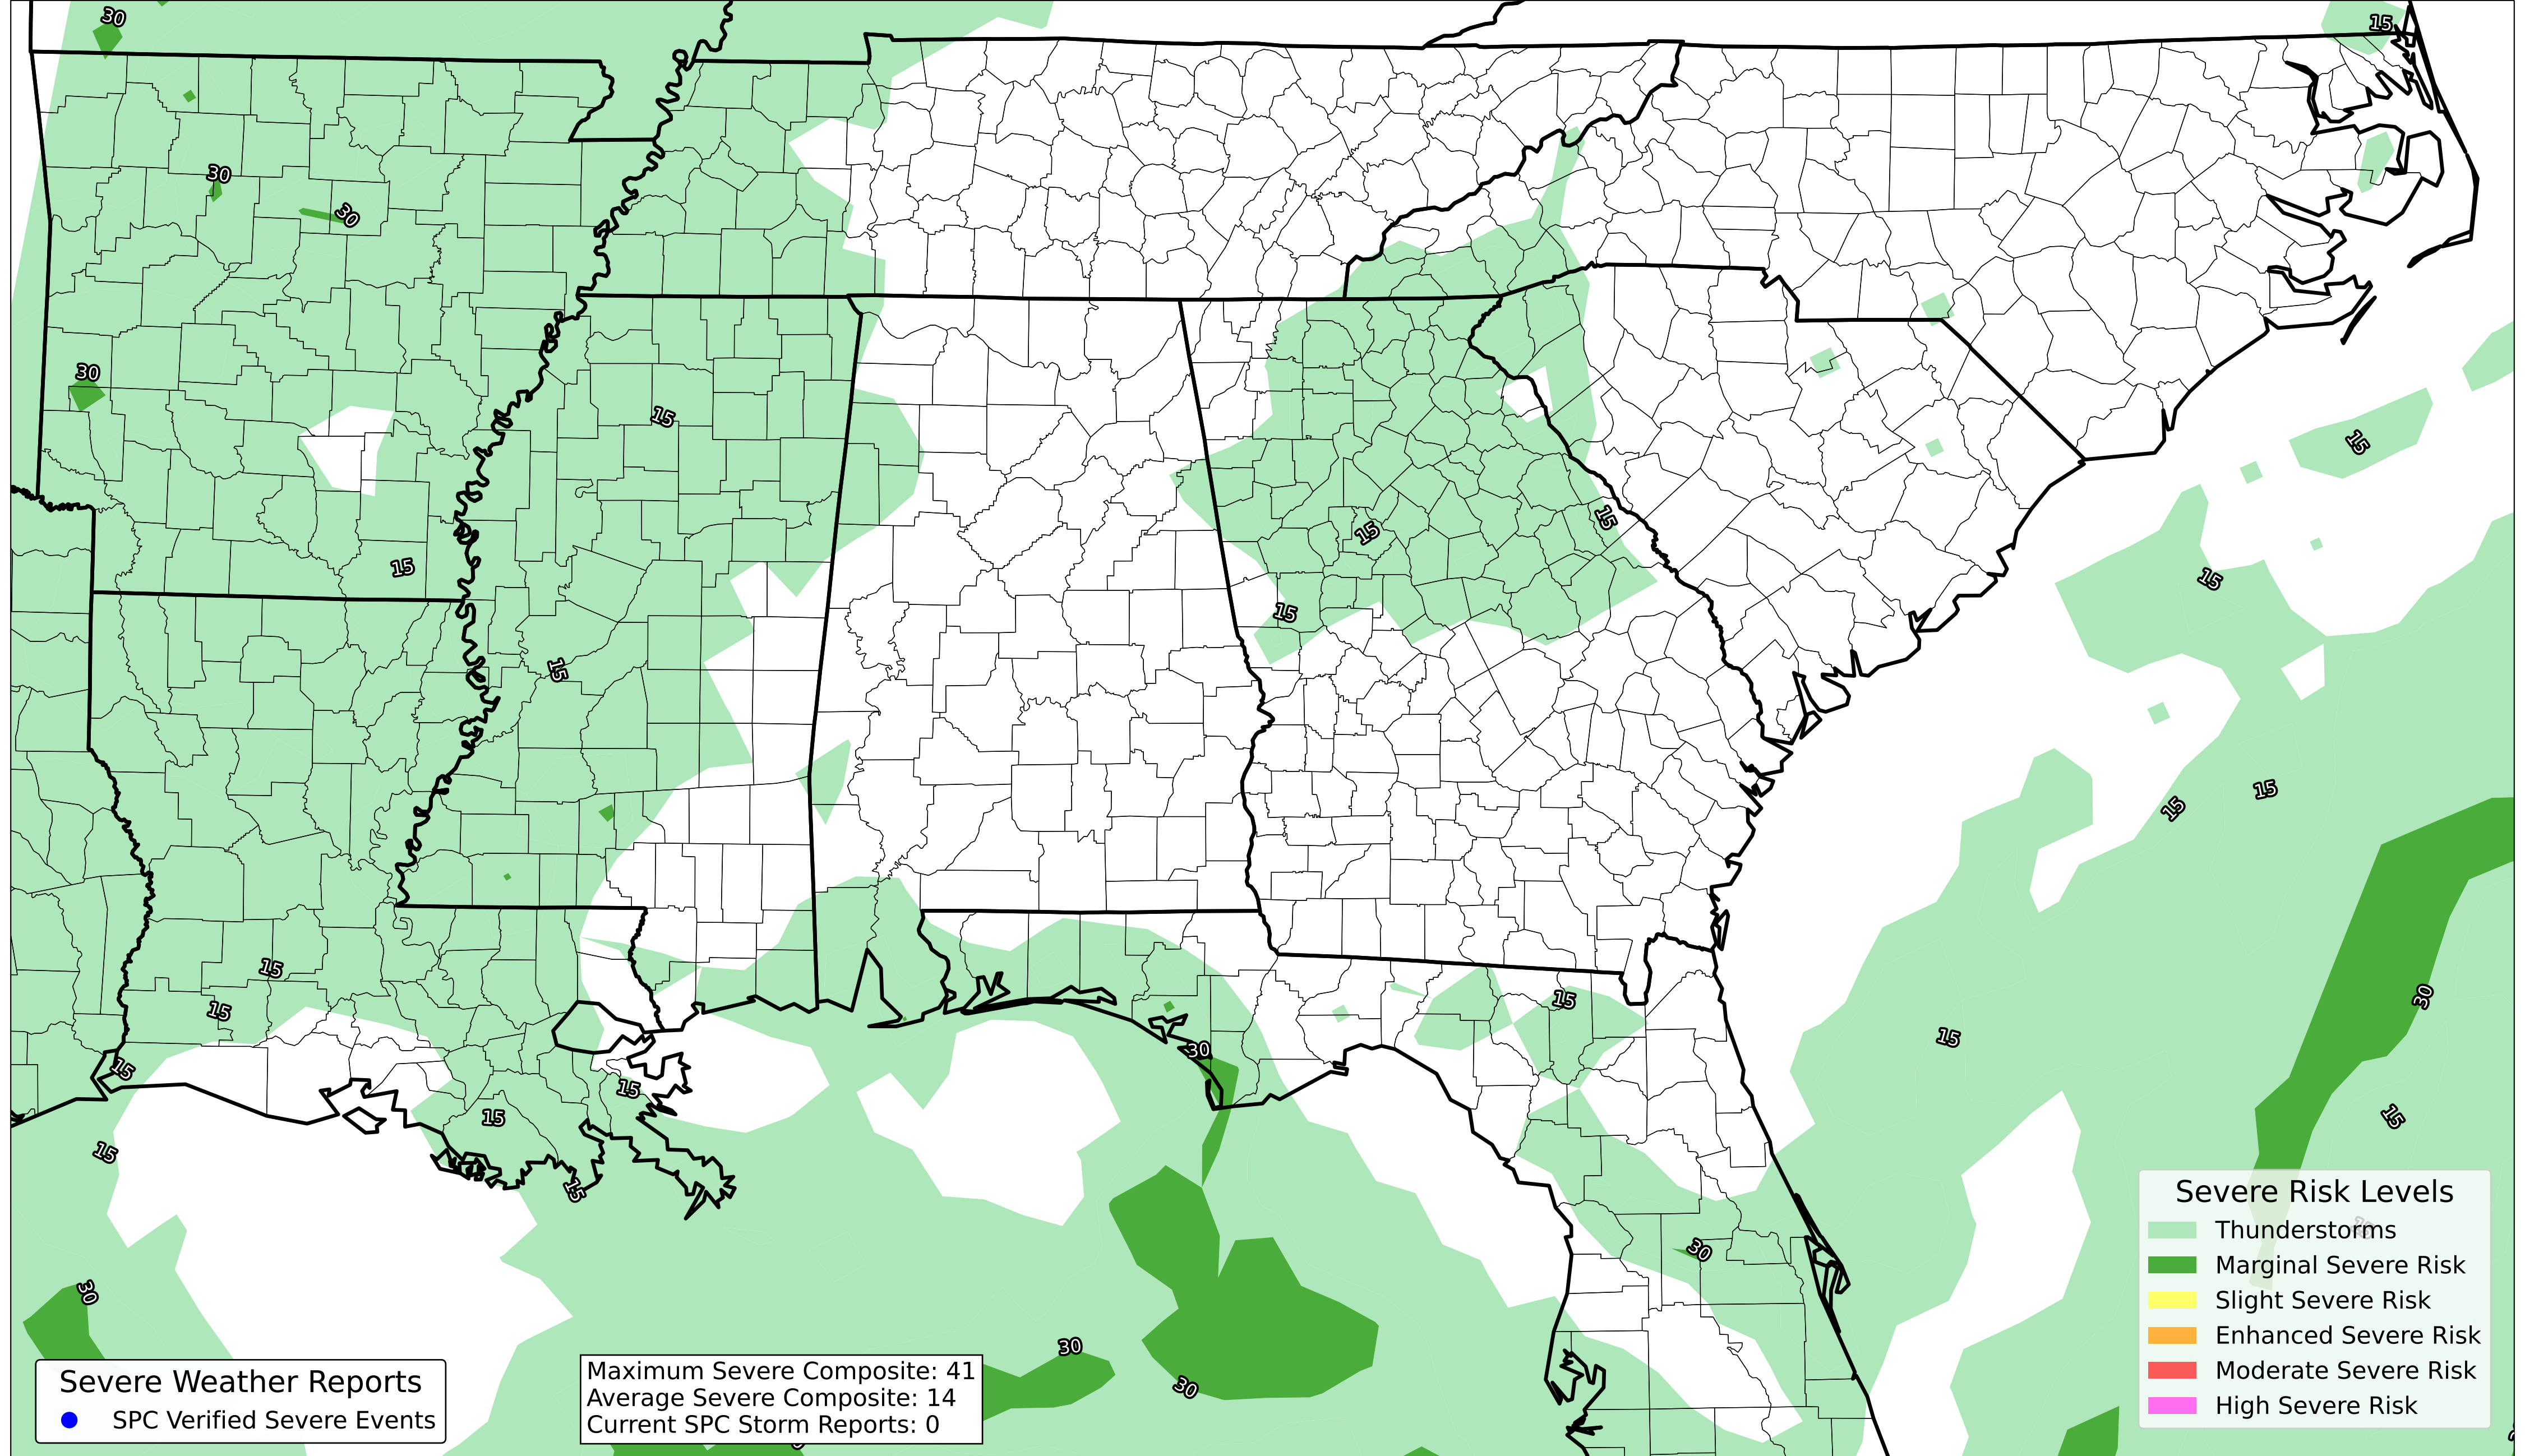 30
15
30
30
30
15
15
15
15
15
15
15
15
15
15
15
15
30
15
15
15
15
30
15
15
15
15
15
30
30
30
30
Severe Risk Levels
Thunderstorms
Marginal Severe Risk
Slight Severe Risk
Enhanced Severe Risk
Moderate Severe Risk
High Severe Risk
Severe Weather Reports
SPC Verified Severe Events
Maximum Severe Composite: 41
Average Severe Composite: 14
Current SPC Storm Reports: 0